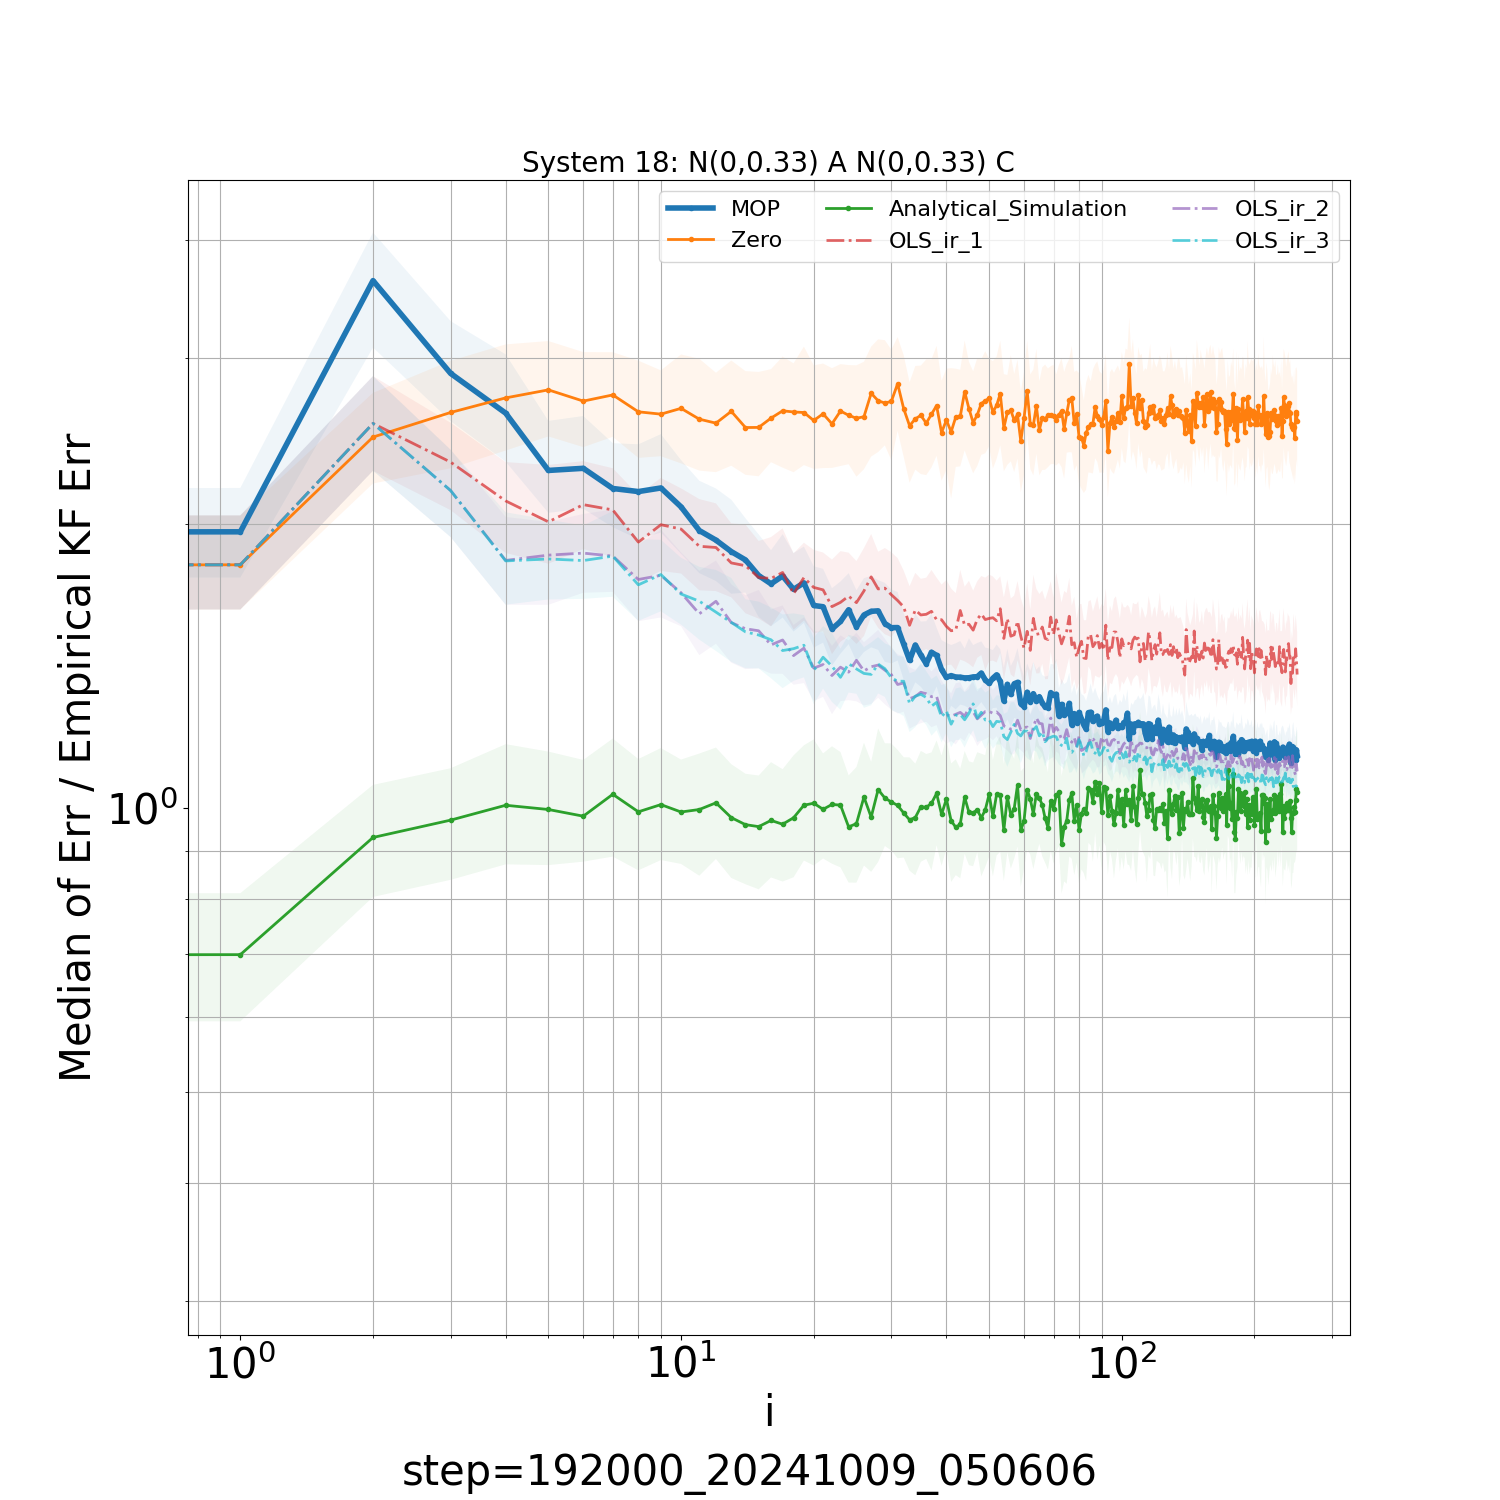 System 18: N(0,0.33) A N(0,0.33) C
MOP
Zero
Analytical_Simulation
OLS_ir_1
OLS_ir_2
OLS_ir_3
Median of Err / Empirical KF Err
10⁰
10⁰
10¹
10²
i
step=192000_20241009_050606